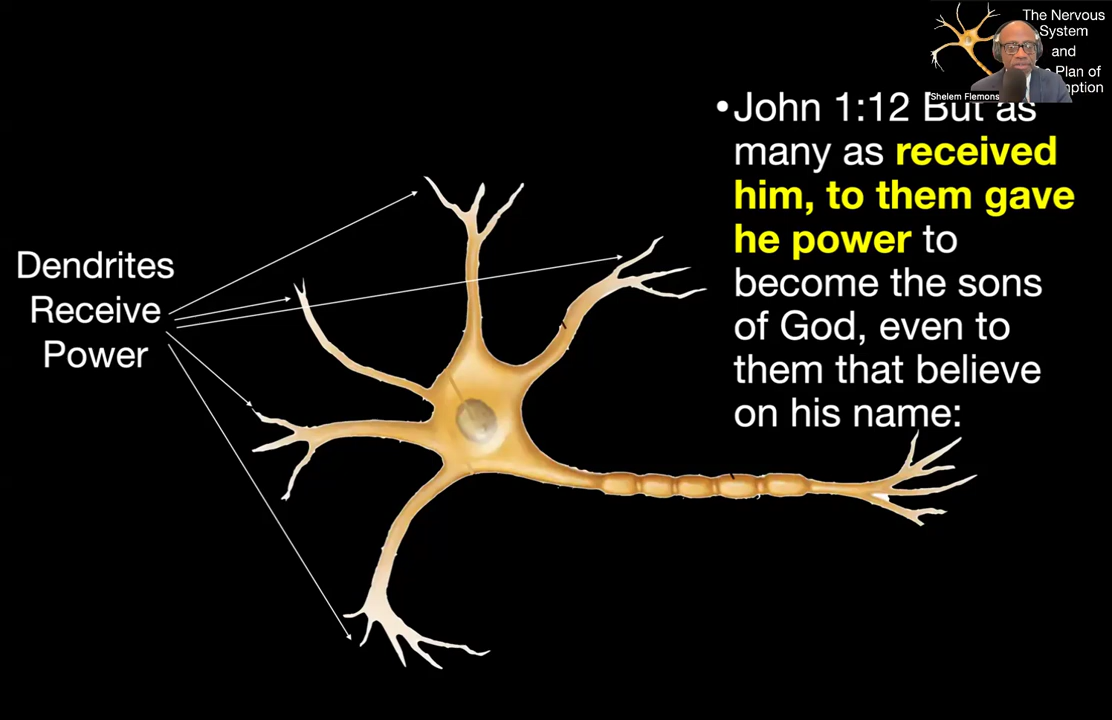 The Nervous
System
and
Plan of
ption
Shelem Flemons
• John 1:12 But as
many as received
him, to them gave
he power to
become the sons
of God, even to
them that believe
on his name:
Dendrites
Receive
Power